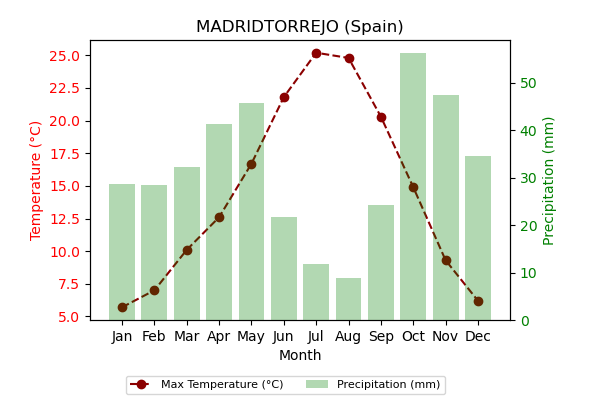 MADRIDTORREJO (Spain)
25.0
22.5
20.0
17.5
15.0
12.5
10.0
7.5
5.0
Temperature (°C)
50
40
30
20
10
0
Precipitation (mm)
Jan Feb Mar Apr May Jun Jul Aug Sep Oct Nov Dec
Month
Max Temperature (°C) Precipitation (mm)